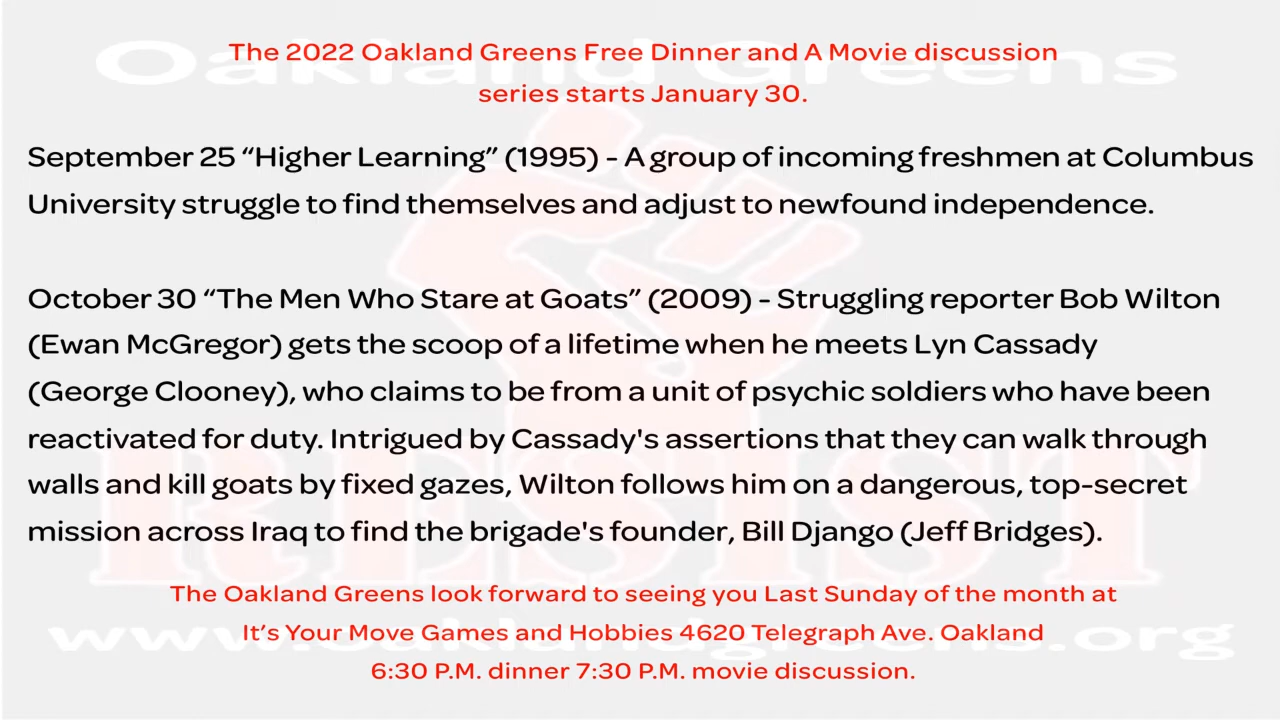 Oakland Greens
The 2022 Oakland Greens Free Dinner and A Movie discussion
series starts January 30.
September 25 “Higher Learning” (1995) - A group of incoming freshmen at Columbus
University struggle to find themselves and adjust to newfound independence.
October 30 “The Men Who Stare at Goats” (2009) - Struggling reporter Bob Wilton
(Ewan McGregor) gets the scoop of a lifetime when he meets Lyn Cassady
(George Clooney), who claims to be from a unit of psychic soldiers who have been
reactivated for duty. Intrigued by Cassady's assertions that they can walk through
walls and kill goats by fixed gazes, Wilton follows him on a dangerous, top-secret
mission across Iraq to find the brigade's founder, Bill Django (Jeff Bridges).
RESIST
The Oakland Greens look forward to seeing you Last Sunday of the month at
It’s Your Move Games and Hobbies 4620 Telegraph Ave. Oakland
www.oaklandgreens.org
6:30 P.M. dinner 7:30 P.M. movie discussion.